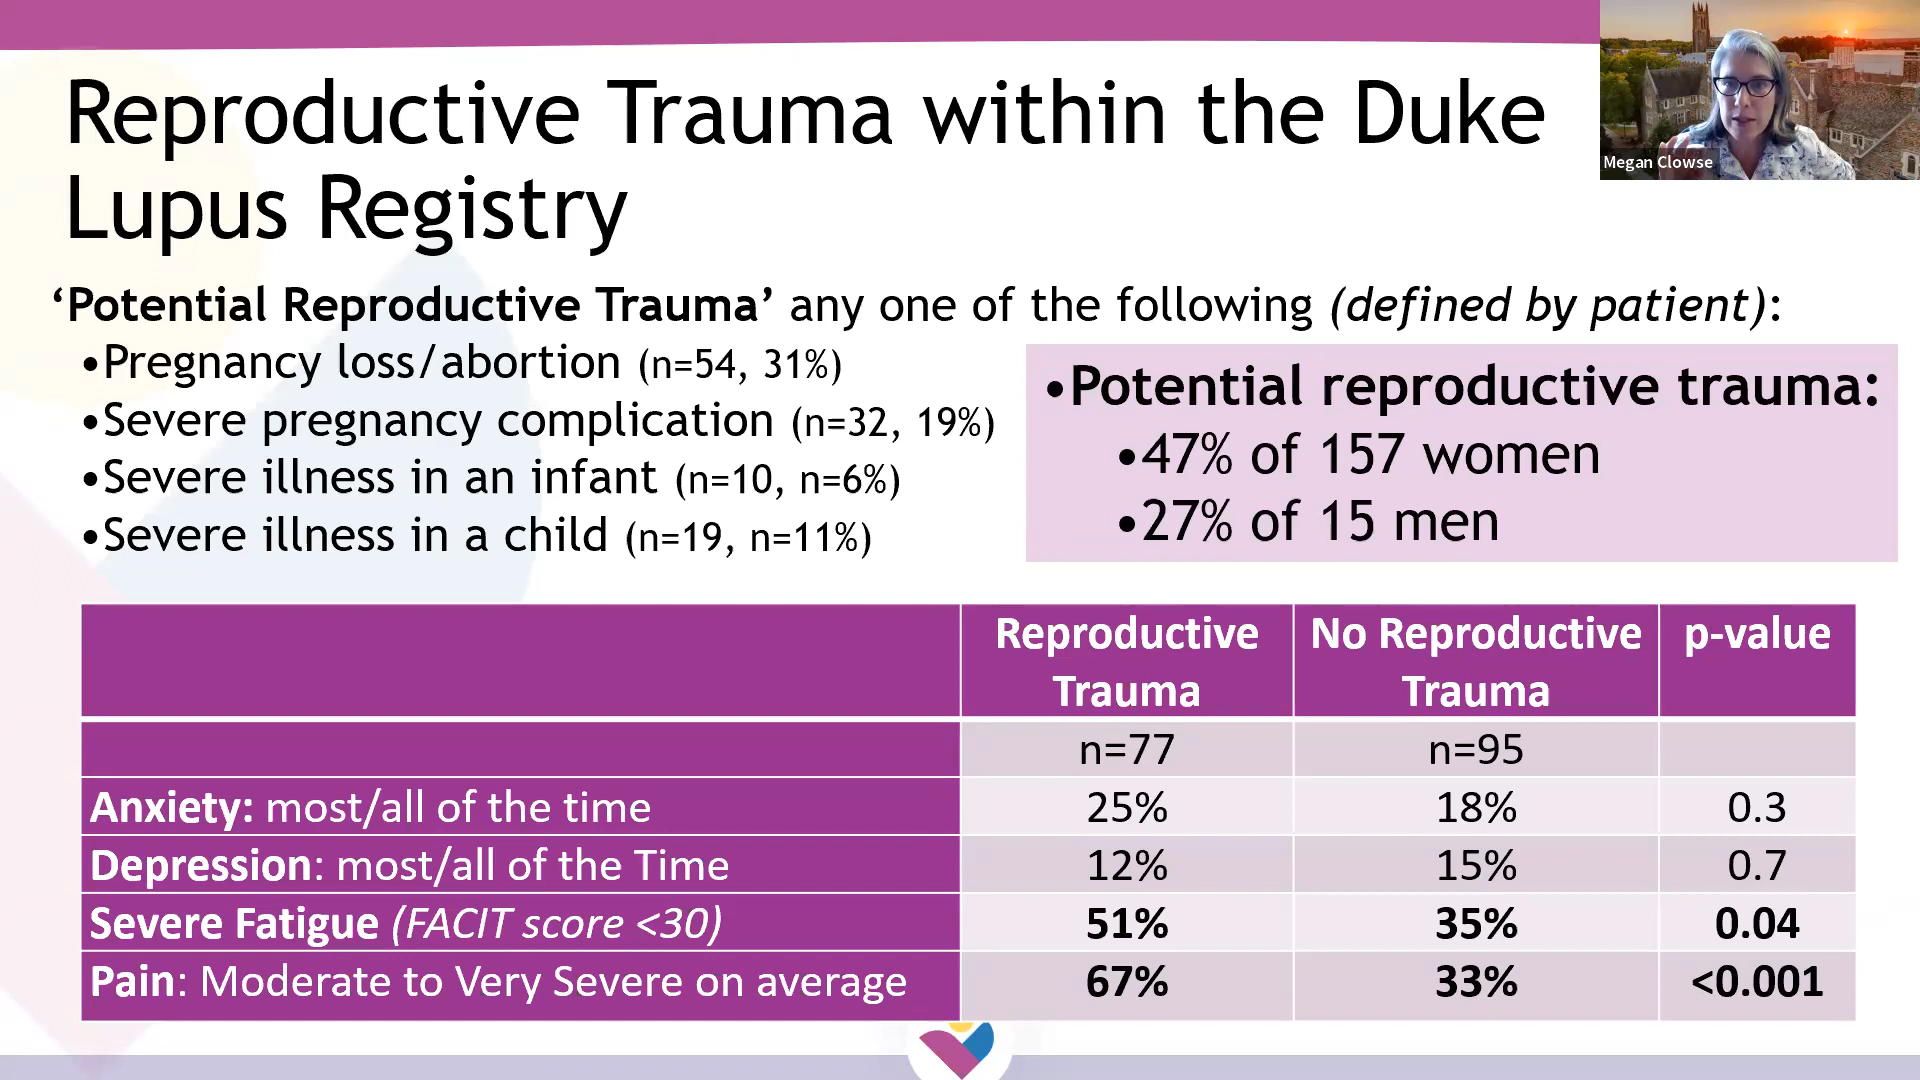 Reproductive Trauma within the Duke
Lupus Registry
Megan Clowse
‘Potential Reproductive Trauma’ any one of the following (defined by patient):
•Pregnancy loss/abortion (n=54, 31%)
•Severe pregnancy complication (n=32, 19%)
•Severe illness in an infant (n=10, n=6%)
•Severe illness in a child (n=19, n=11%)
•Potential reproductive trauma:
•47% of 157 women
•27% of 15 men
Reproductive Trauma No Reproductive Trauma p-value
n=77 n=95
Anxiety: most/all of the time 25% 18% 0.3
Depression: most/all of the Time 12% 15% 0.7
Severe Fatigue (FACIT score <30) 51% 35% 0.04
Pain: Moderate to Very Severe on average 67% 33% <0.001